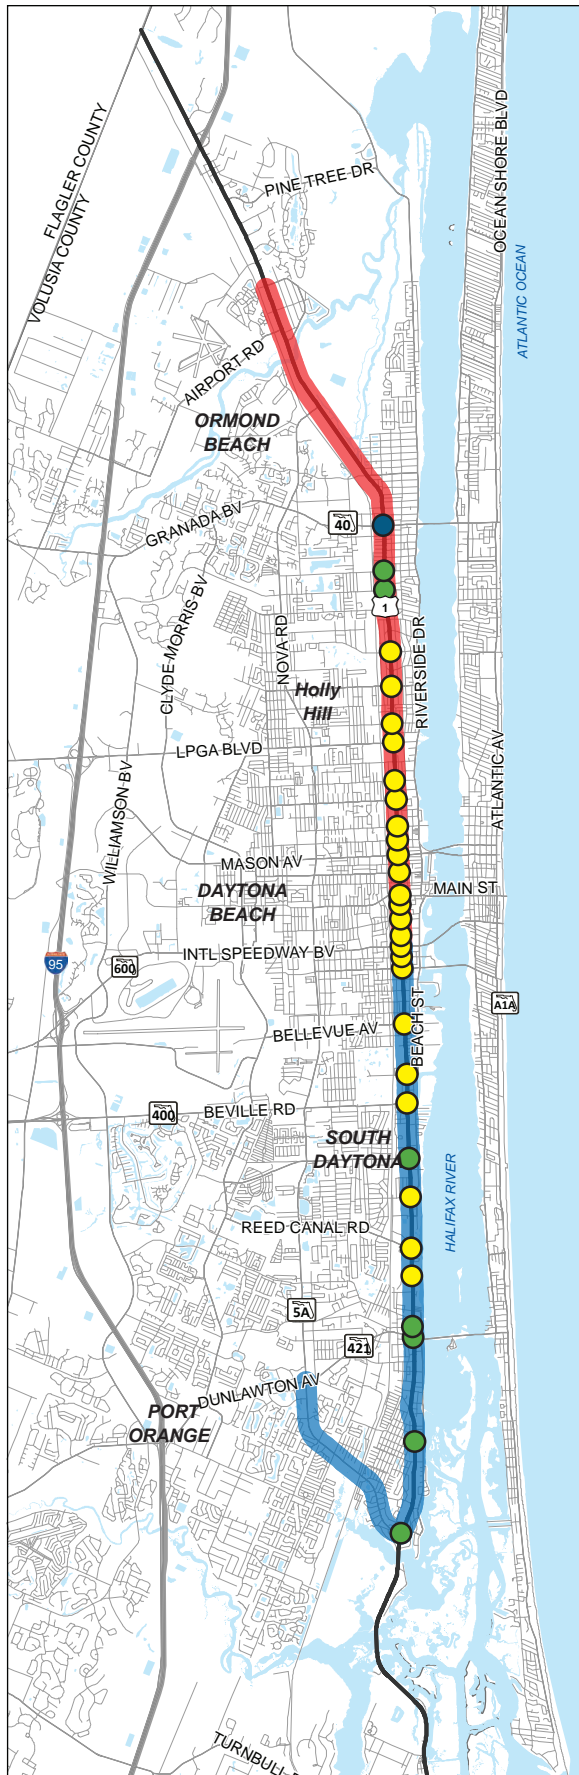 FLAGLER COUNTY
VOLUSIA COUNTY
PINE TREE DR
OCEAN SHORE BLVD
ATLANTIC OCEAN
AIRPORT RD
ORMOND
BEACH
GRANADA BV
40
1
CLYDE MORRIS BV
NOVA RD
RIVERSIDE DR
Holly
Hill
LPGA BLVD
ATLANTIC AV
WILLIAMSON BV
MASON AV
DAYTONA
BEACH
MAIN ST
INTL SPEEDWAY BV
95
600
A1A
BELLEVUE AV
BEACH ST
400
BEVILLE RD
SOUTH
DAYTONA
HALIFAX RIVER
REED CANAL RD
5A
421
DUNLAWTON AV
PORT
ORANGE
TURNBULL